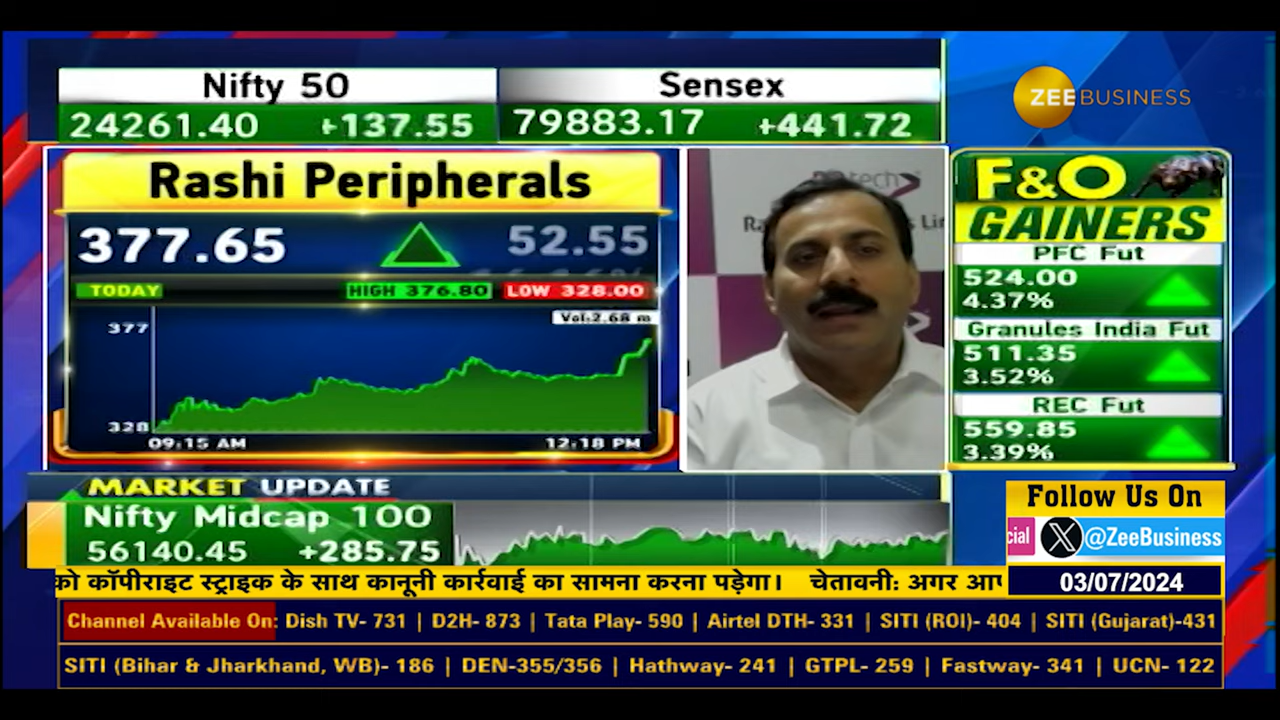 Nifty 50
24261.40 +137.55
Sensex
79883.17 +441.72
ZEEBUSINESS
Rashi Peripherals
377.65 52.55
TODAY HIGH 376.80 LOW 328.00
Vol:2.68 m
377
328
09:15 AM 12:18 PM
tech
F&O
GAINERS
PFC Fut
524.00
4.37%
Granules India Fut
511.35
3.52%
REC Fut
559.85
3.39%
MARKET UPDATE
Nifty Midcap 100
56140.45 +285.75
Follow Us On
cial X @ZeeBusiness
को कॉपीराइट स्ट्राइक के साथ कानूनी कार्रवाई का सामना करना पड़ेगा। चेतावनी: अगर आप
03/07/2024
Channel Available On: Dish TV- 731 | D2H- 873 | Tata Play- 590 | Airtel DTH- 331 | SITI (ROI)- 404 | SITI (Gujarat)-431
SITI (Bihar & Jharkhand, WB)- 186 | DEN-355/356 | Hathway- 241 | GTPL- 259 | Fastway- 341 | UCN- 122